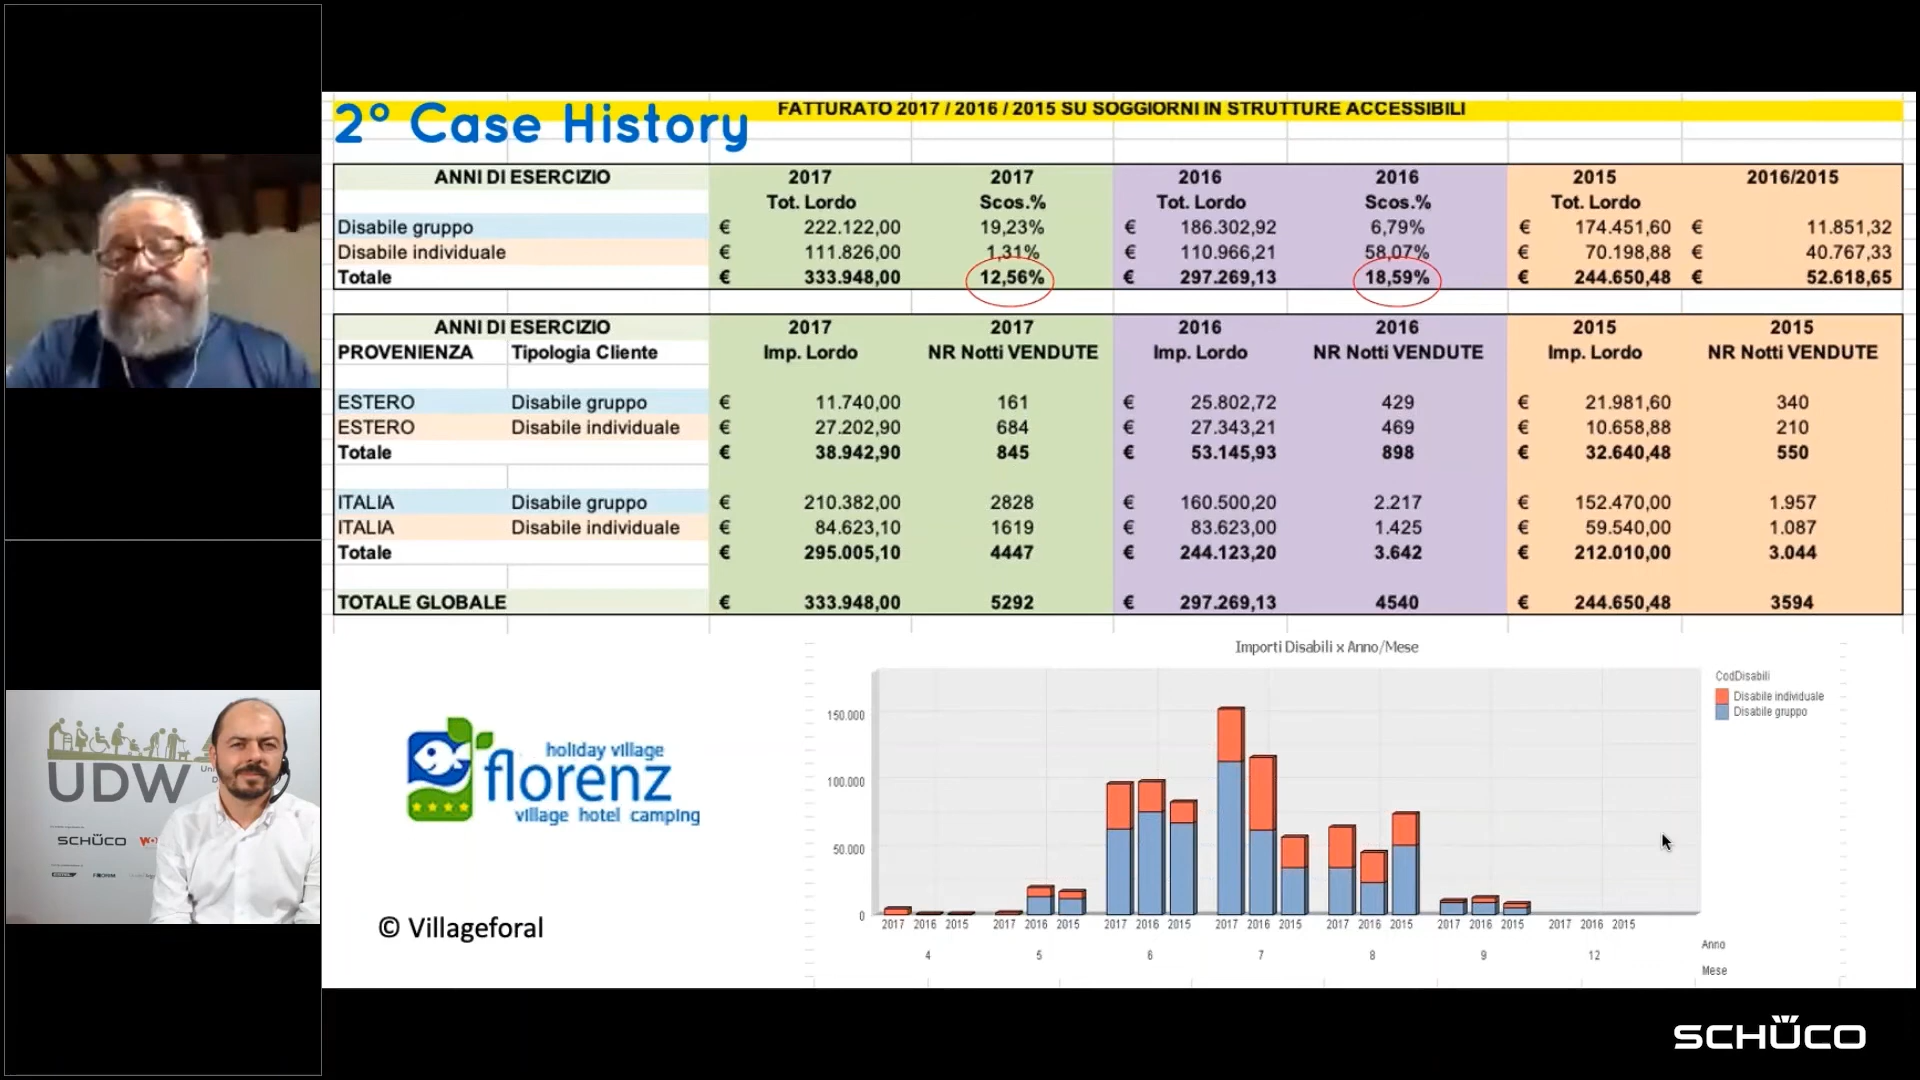 2° Case History
FATTURATO 2017 / 2016 / 2015 SU SOGGIORNI IN STRUTTURE ACCESSIBILI
ANNI DI ESERCIZIO 2017 2017 2016 2016 2015 2016/2015
Tot. Lordo Scos.% Tot. Lordo Scos.% Tot. Lordo
Disabile gruppo € 222.122,00 19,23% € 186.302,92 6,79% € 174.451,60 € 11.851,32
Disabile individuale € 111.826,00 1,31% € 110.966,21 58,07% € 70.198,88 € 40.767,33
Totale € 333.948,00 12,56% € 297.269,13 18,59% € 244.650,48 € 52.618,65
ANNI DI ESERCIZIO 2017 2017 2016 2016 2015 2015
PROVENIENZA Tipologia Cliente Imp. Lordo NR Notti VENDUTE Imp. Lordo NR Notti VENDUTE Imp. Lordo NR Notti VENDUTE
ESTERO Disabile gruppo € 11.740,00 161 € 25.802,72 429 € 21.981,60 340
ESTERO Disabile individuale € 27.202,90 684 € 27.343,21 469 € 10.658,88 210
Totale € 38.942,90 845 € 53.145,93 898 € 32.640,48 550
ITALIA Disabile gruppo € 210.382,00 2828 € 160.500,20 2.217 € 152.470,00 1.957
ITALIA Disabile individuale € 84.623,10 1619 € 83.623,00 1.425 € 59.540,00 1.087
Totale € 295.005,10 4447 € 244.123,20 3.642 € 212.010,00 3.044
TOTALE GLOBALE € 333.948,00 5292 € 297.269,13 4540 € 244.650,48 3594
Importi Disabili x Anno/Mese
CodDisabili
Disabile individuale
Disabile gruppo
150.000
100.000
50.000
0
2017 2016 2015 2017 2016 2015 2017 2016 2015 2017 2016 2015 2017 2016 2015 2017 2016 2015 2017 2016 2015
Anno
4 5 6 7 8 9 12
Mese
holiday village
florenz
village hotel camping
© Villageforal
UDW
SCHÜCO
SCHÜCO